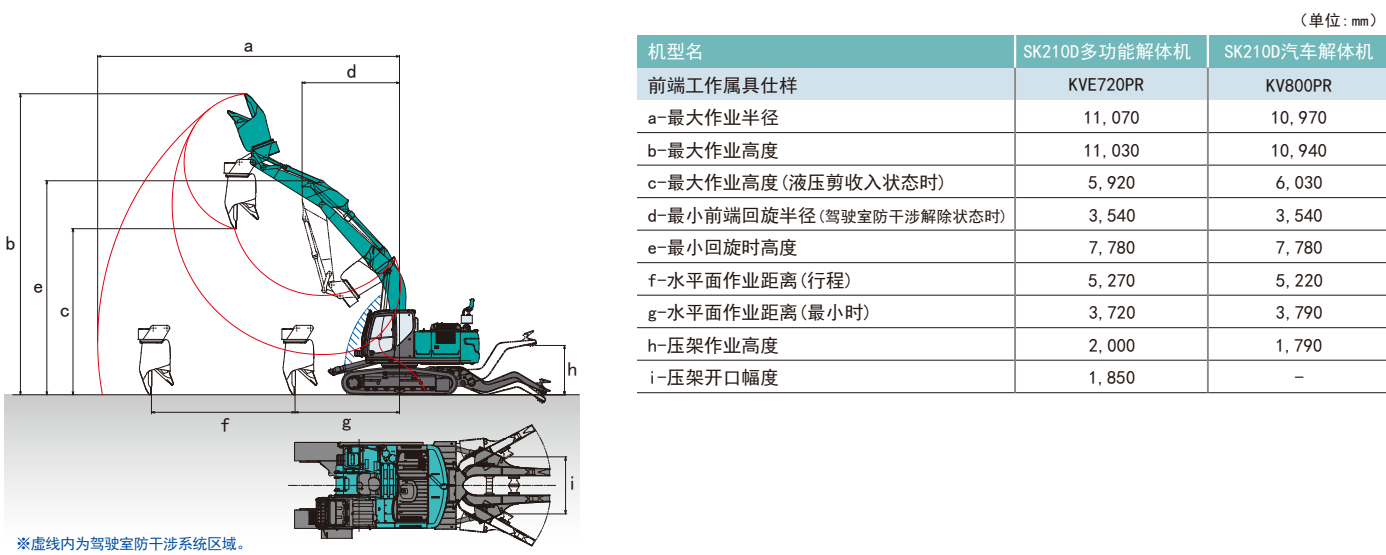 (单位:mm)
机型名 SK210D多功能解体机 SK210D汽车解体机
前端工作属具仕样 KVE720PR KV800PR
a-最大作业半径 11,070 10,970
b-最大作业高度 11,030 10,940
c-最大作业高度(液压剪收入状态时) 5,920 6,030
d-最小前端回旋半径(驾驶室防干涉解除状态时) 3,540 3,540
e-最小回旋时高度 7,780 7,780
f-水平面作业距离(行程) 5,270 5,220
g-水平面作业距离(最小时) 3,720 3,790
h-压架作业高度 2,000 1,790
i-压架开口幅度 1,850 -
a
d
b
e
c
h
f
g
i
※虚线内为驾驶室防干涉系统区域。